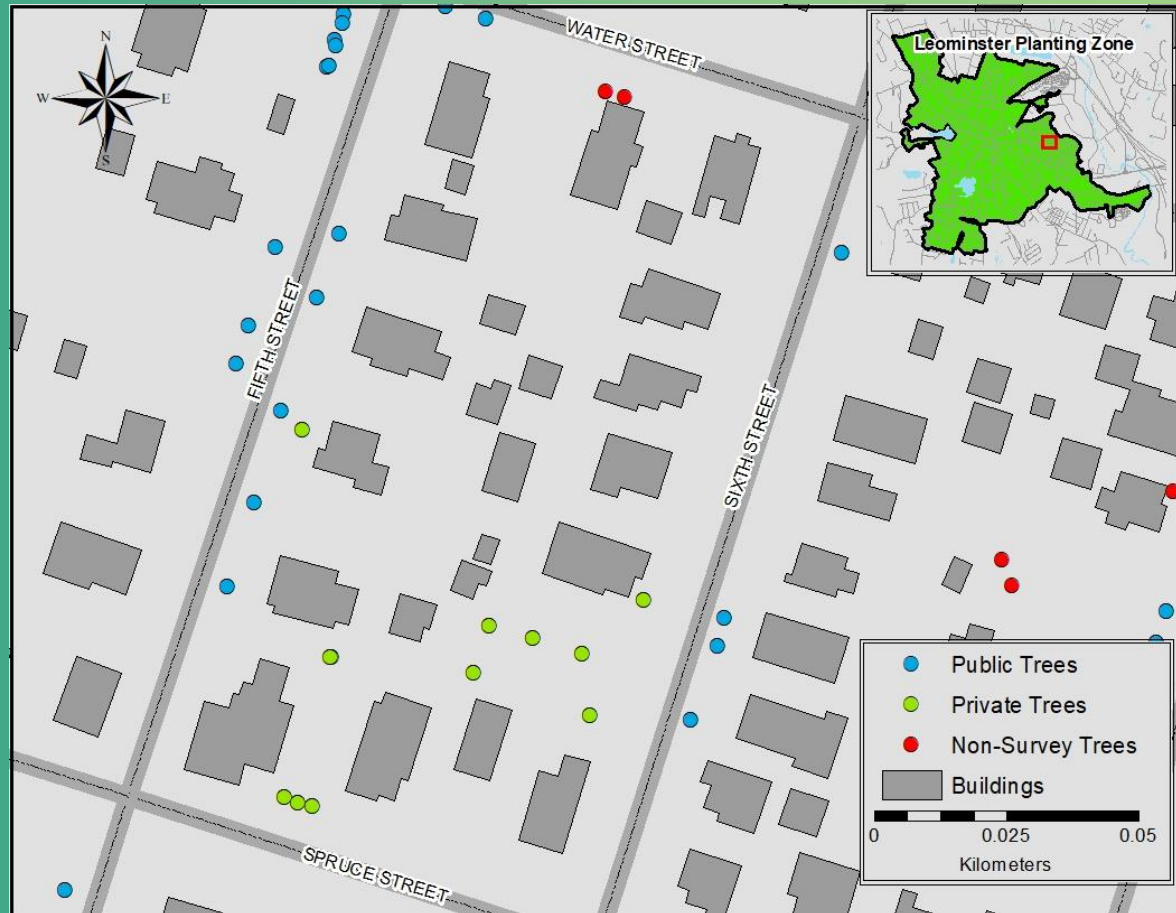 WATER STREET
Leominster Planting Zone
N
W
E
S
FIFTH STREET
SIXTH STREET
Public Trees
Private Trees
Non-Survey Trees
Buildings
0
0.025
0.05
Kilometers
SPRUCE STREET